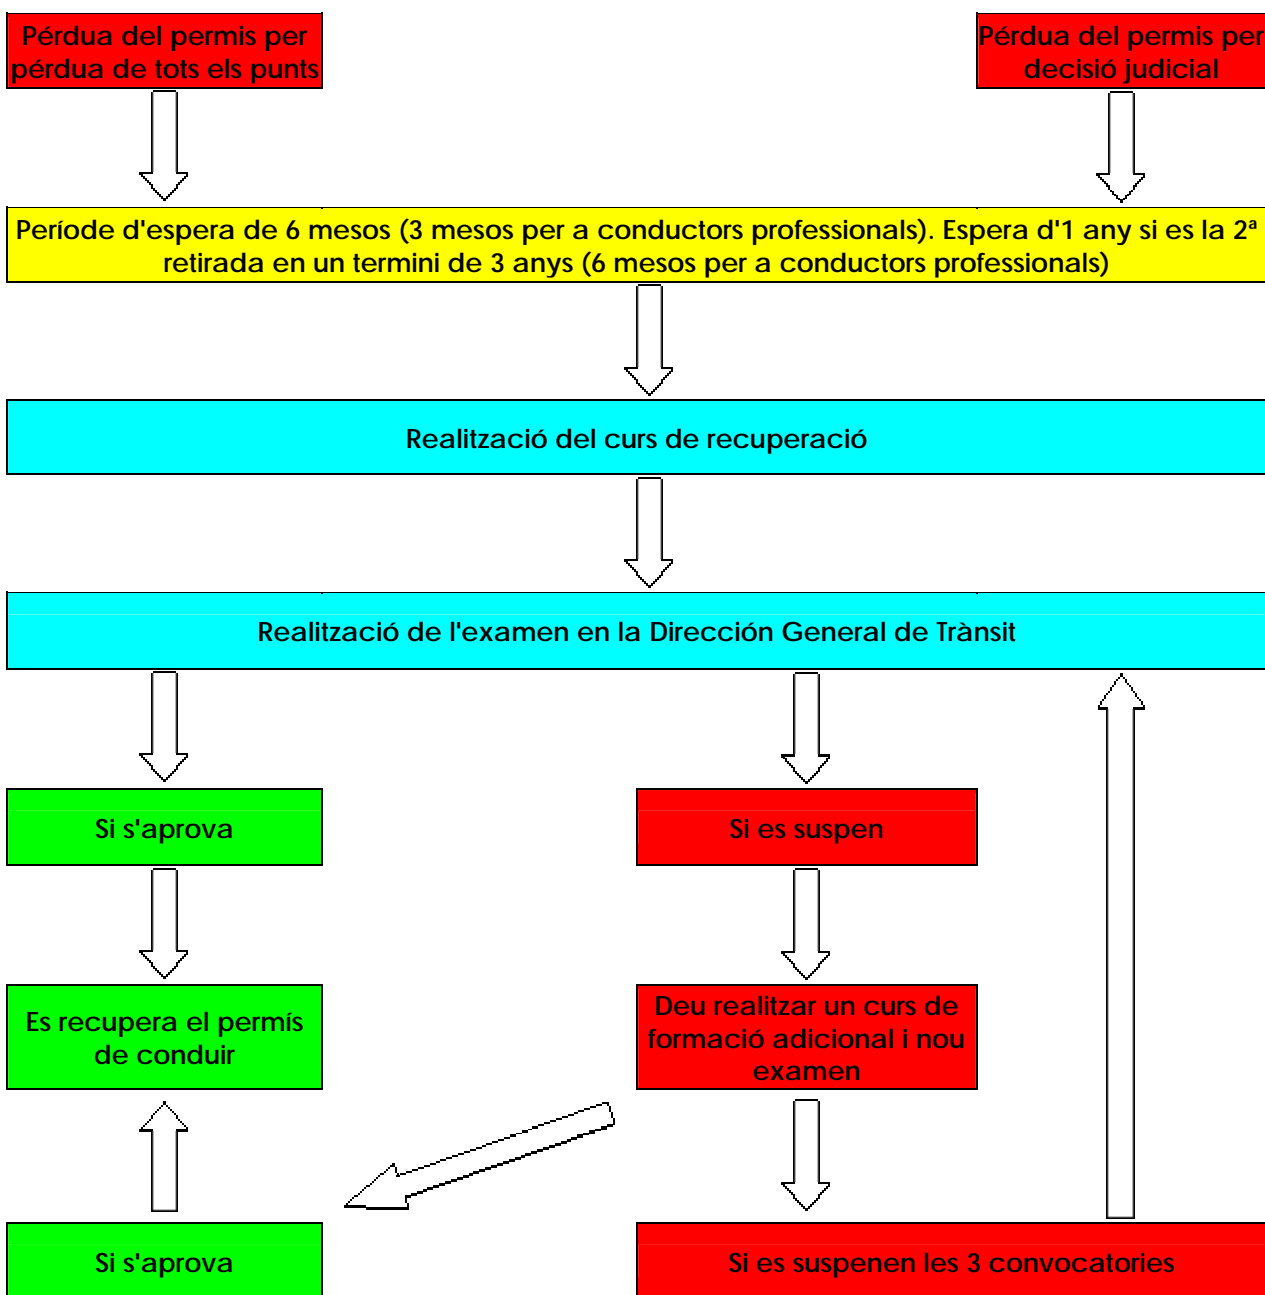 Pérdua del permis per
pérdua de tots els punts
Pérdua del permis per
decisió judicial
Període d'espera de 6 mesos (3 mesos per a conductors professionals). Espera d'1 any si es la 2ª
retirada en un termini de 3 anys (6 mesos per a conductors professionals)
Realització del curs de recuperació
Realització de l'examen en la Dirección General de Trànsit
Si s'aprova
Si es suspen
Es recupera el permís
de conduir
Deu realitzar un curs de
formació adicional i nou
examen
Si s'aprova
Si es suspenen les 3 convocatories